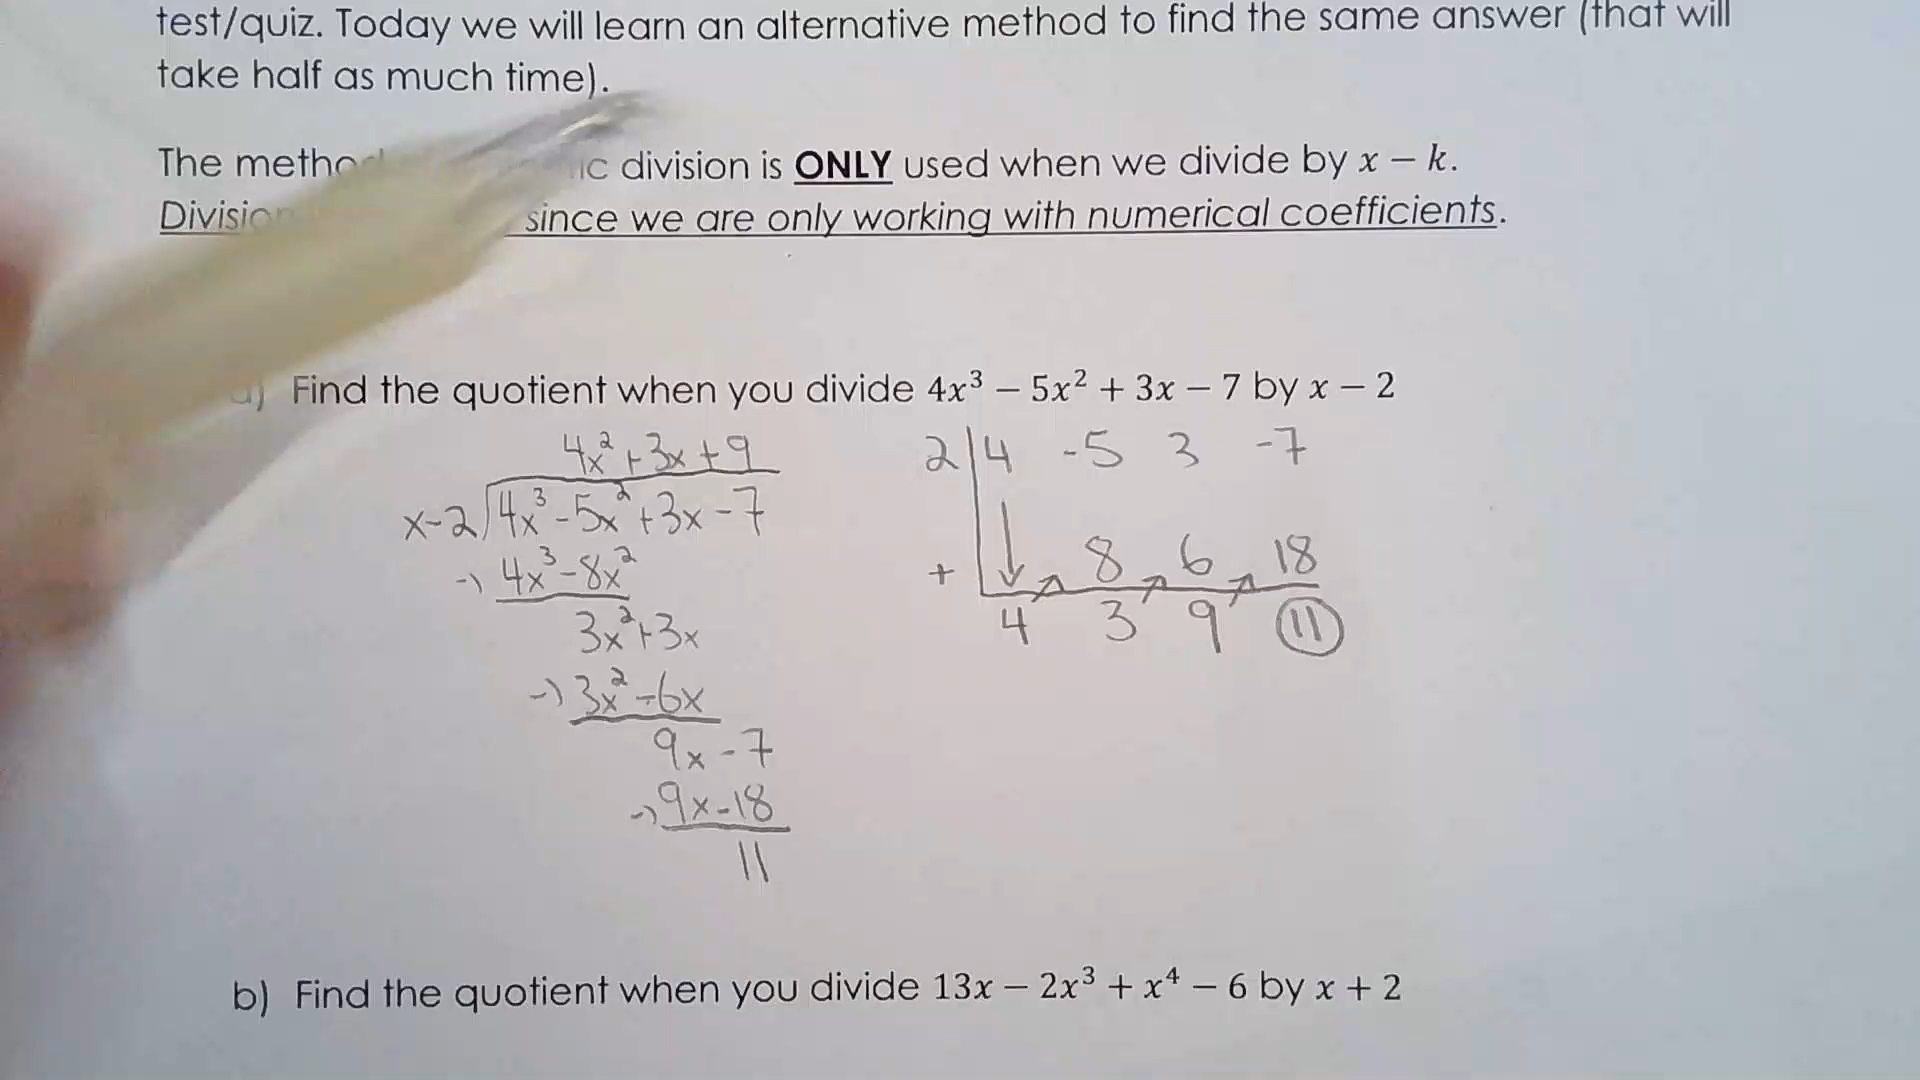 test/quiz. Today we will learn an alternative method to find the same answer (that will
take half as much time).
The division is ONLY used when we divide by x − k.
since we are only working with numerical coefficients.
a) Find the quotient when you divide 4x³ − 5x² + 3x − 7 by x − 2
4x² + 3x + 9
x-2 4x³ - 5x² + 3x - 7
-) 4x³ - 8x²
3x² + 3x
-) 3x² - 6x
9x - 7
-) 9x - 18
11
2 | 4 -5 3 -7
+ 8 6 18
4 3 9 11
b) Find the quotient when you divide 13x − 2x³ + x⁴ − 6 by x + 2